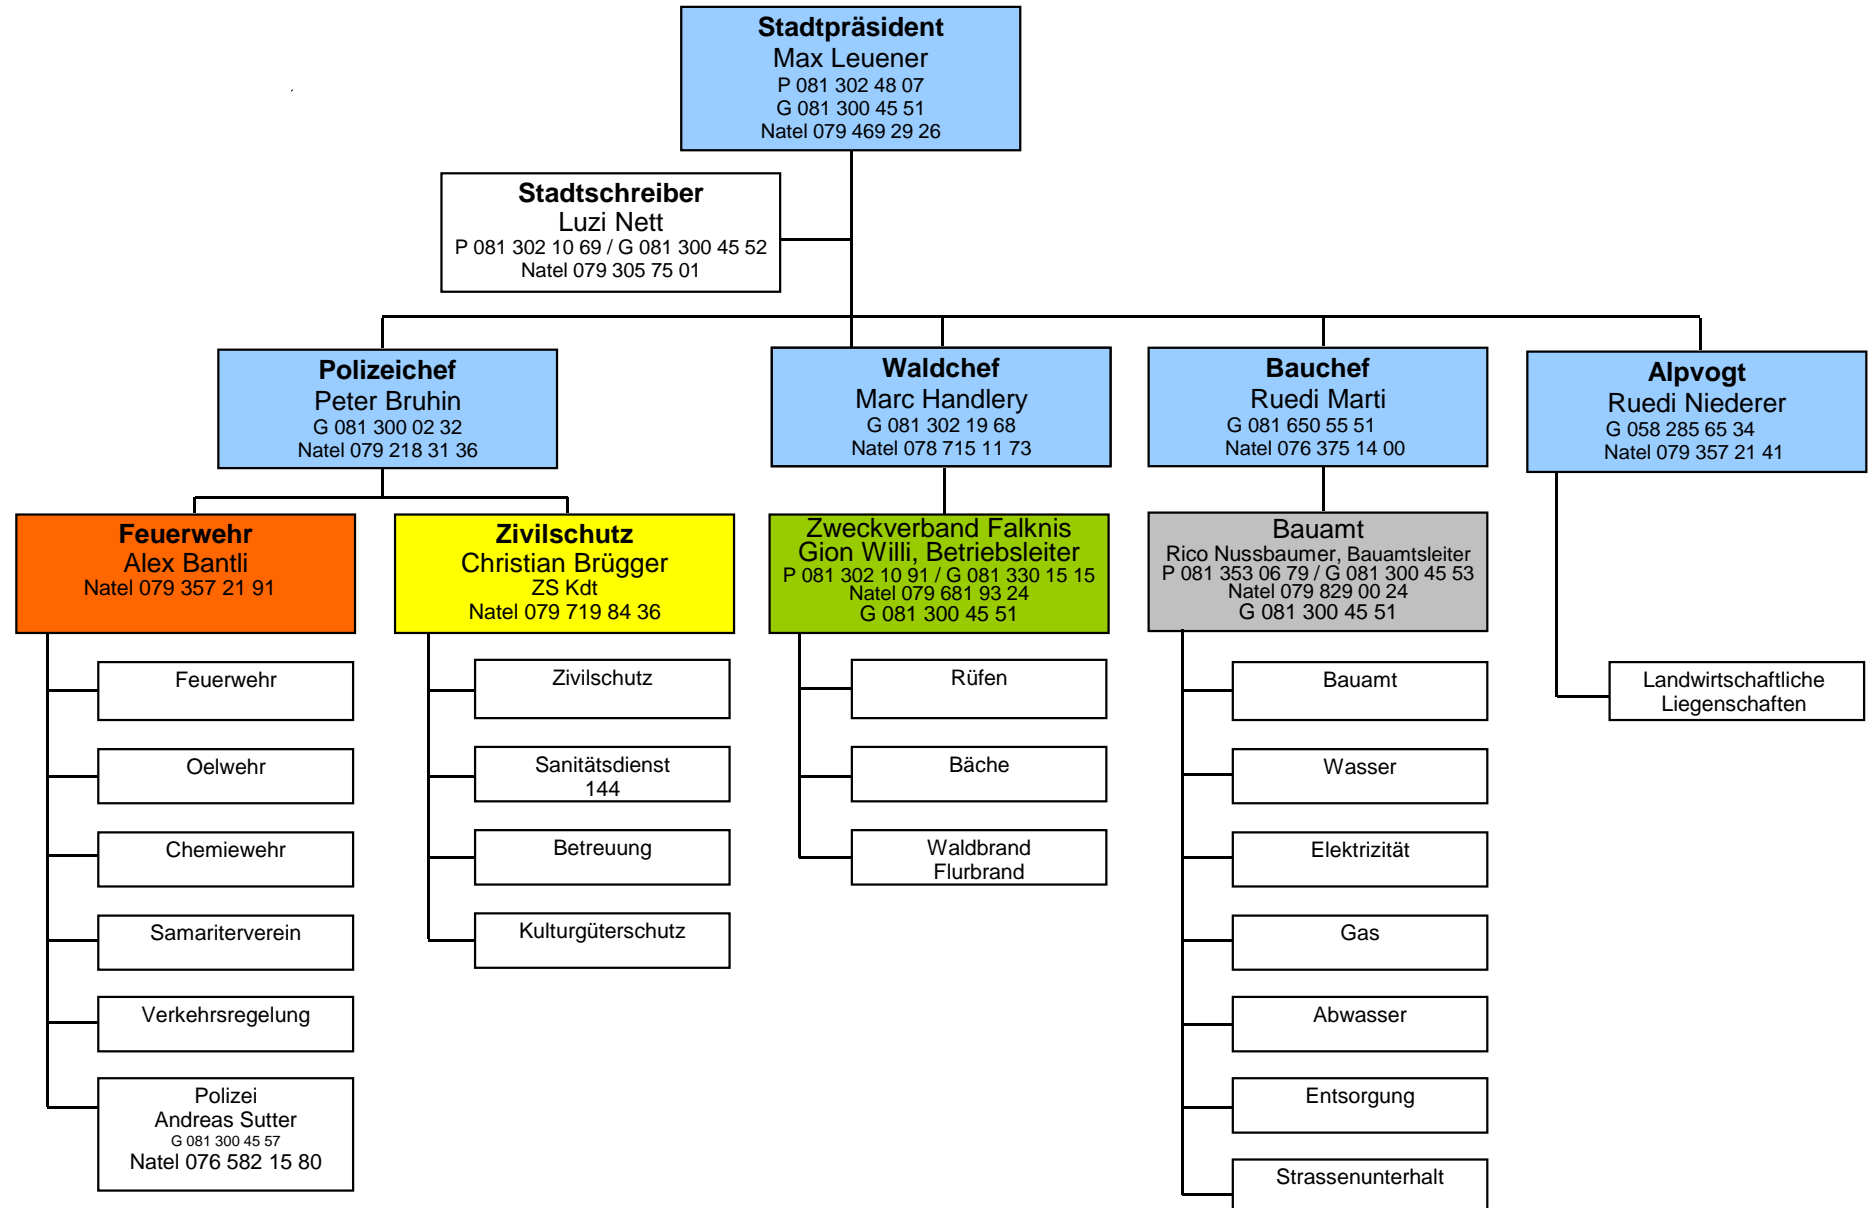 Stadtpräsident
Max Leuener
P 081 302 48 07
G 081 300 45 51
Natel 079 469 29 26
Stadtschreiber
Luzi Nett
P 081 302 10 69 / G 081 300 45 52
Natel 079 305 75 01
Polizeichef
Peter Bruhin
G 081 300 02 32
Natel 079 218 31 36
Waldchef
Marc Handlery
G 081 302 19 68
Natel 078 715 11 73
Bauchef
Ruedi Marti
G 081 650 55 51
Natel 076 375 14 00
Alpvogt
Ruedi Niederer
G 058 285 65 34
Natel 079 357 21 41
Feuerwehr
Alex Bantli
Natel 079 357 21 91
Zivilschutz
Christian Brügger
ZS Kdt
Natel 079 719 84 36
Zweckverband Falknis
Gion Willi, Betriebsleiter
P 081 302 10 91 / G 081 330 15 15
Natel 079 681 93 24
G 081 300 45 51
Bauamt
Rico Nussbaumer, Bauamtsleiter
P 081 353 06 79 / G 081 300 45 53
Natel 079 829 00 24
G 081 300 45 51
Feuerwehr
Oelwehr
Chemiewehr
Samariterverein
Verkehrsregelung
Polizei
Andreas Sutter
G 081 300 45 57
Natel 076 582 15 80
Zivilschutz
Sanitätsdienst
144
Betreuung
Kulturgüterschutz
Rüfen
Bäche
Waldbrand
Flurbrand
Bauamt
Wasser
Elektrizität
Gas
Abwasser
Entsorgung
Strassenunterhalt
Landwirtschaftliche
Liegenschaften